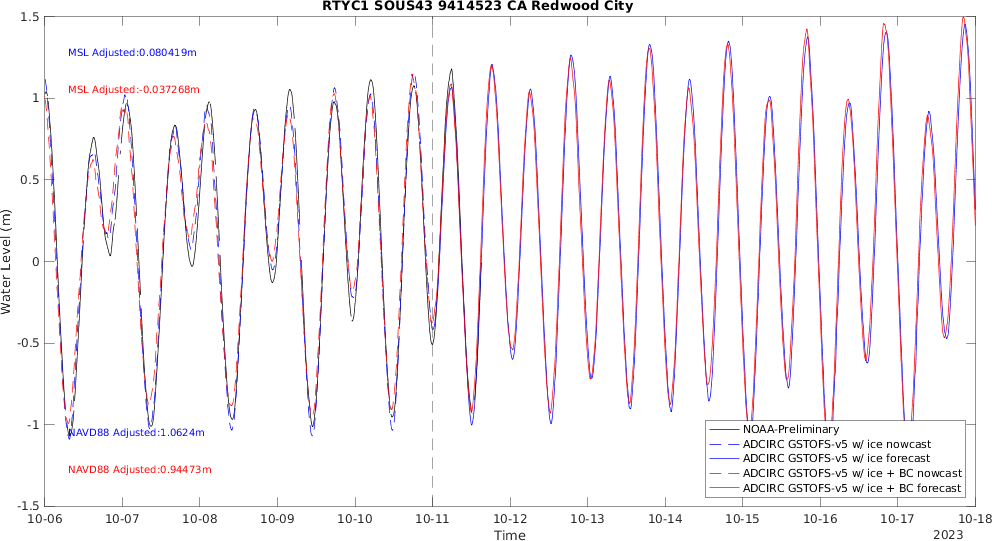 RTYC1 SOUS43 9414523 CA Redwood City
1.5
1
0.5
0
-0.5
-1
-1.5
Water Level (m)
MSL Adjusted:0.080419m
MSL Adjusted:-0.037268m
NAVD88 Adjusted:1.0624m
NAVD88 Adjusted:0.94473m
NOAA-Preliminary
ADCIRC GSTOFS-v5 w/ ice nowcast
ADCIRC GSTOFS-v5 w/ ice forecast
ADCIRC GSTOFS-v5 w/ ice + BC nowcast
ADCIRC GSTOFS-v5 w/ ice + BC forecast
10-06 10-07 10-08 10-09 10-10 10-11 10-12 10-13 10-14 10-15 10-16 10-17 10-18
Time
2023